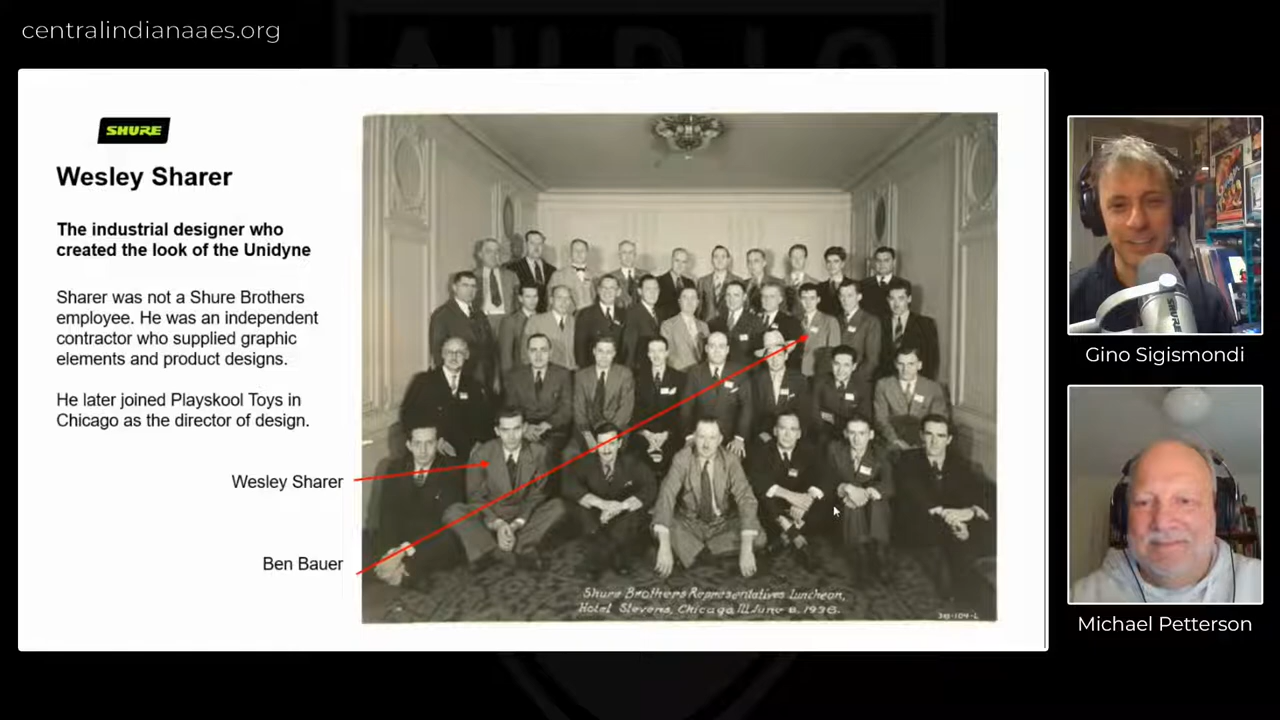 centralindianaaes.org
AUDIO
SHURE
Wesley Sharer
The industrial designer who
created the look of the Unidyne
Sharer was not a Shure Brothers
employee. He was an independent
contractor who supplied graphic
elements and product designs.
He later joined Playskool Toys in
Chicago as the director of design.
Wesley Sharer
Ben Bauer
Shure Brothers Representatives Luncheon,
Hotel Stevens, Chicago Ill. June 8, 1936.
SHURE
Gino Sigismondi
Michael Petterson